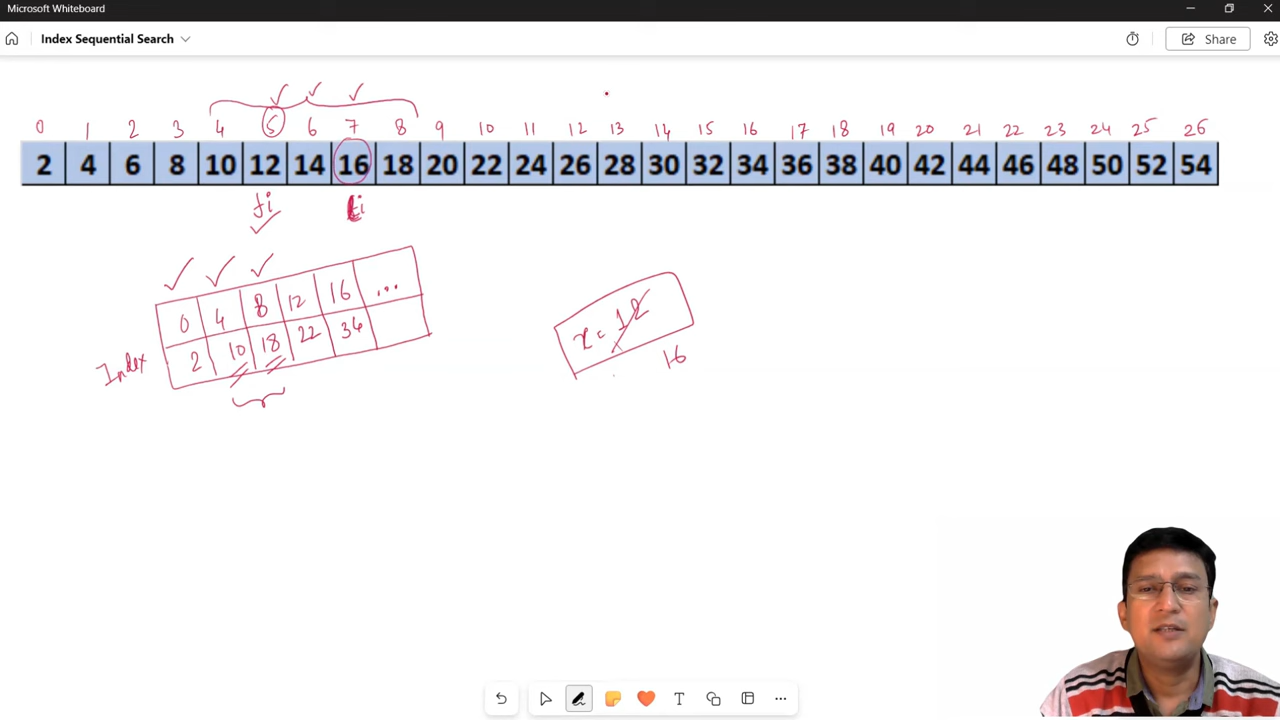 Microsoft Whiteboard
Index Sequential Search
Share
0 1 2 3 4 5 6 7 8 9 10 11 12 13 14 15 16 17 18 19 20 21 22 23 24 25 26
2 4 6 8 10 12 14 16 18 20 22 24 26 28 30 32 34 36 38 40 42 44 46 48 50 52 54
fi
0 4 8 12 16 ...
Index 2 10 18 22 34
x = 12
16